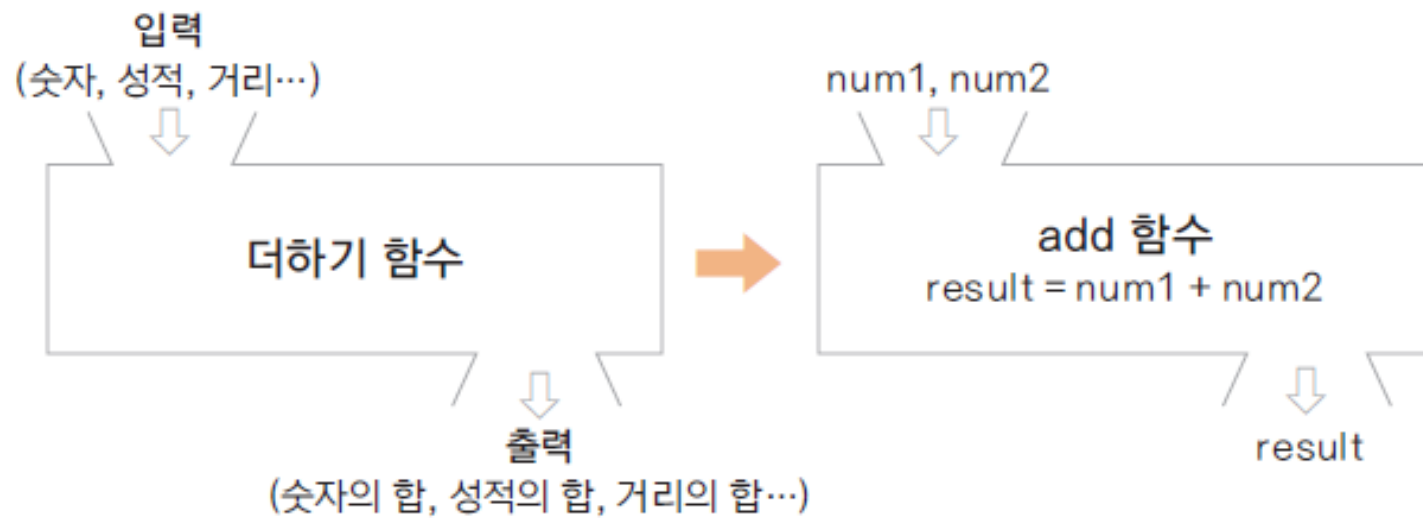 입력
(숫자, 성적, 거리…)
더하기 함수
출력
(숫자의 합, 성적의 합, 거리의 합…)
num1, num2
add 함수
result = num1 + num2
result